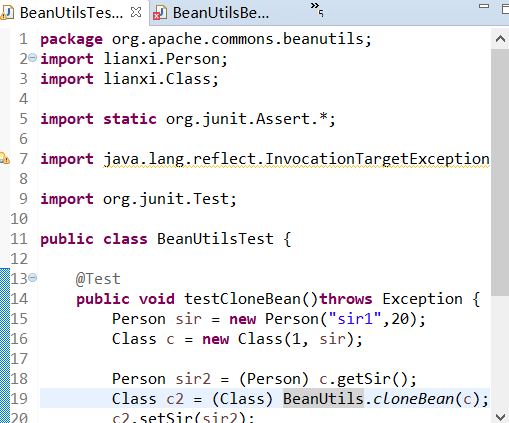 BeanUtilsTes... BeanUtilsBe... »5
1 package org.apache.commons.beanutils;
2 import lianxi.Person;
3 import lianxi.Class;
4
5 import static org.junit.Assert.*;
6
7 import java.lang.reflect.InvocationTargetException
8
9 import org.junit.Test;
10
11 public class BeanUtilsTest {
12
13 @Test
14 public void testCloneBean()throws Exception {
15 Person sir = new Person("sir1",20);
16 Class c = new Class(1, sir);
17
18 Person sir2 = (Person) c.getSir();
19 Class c2 = (Class) BeanUtils.cloneBean(c);
20 c2.setSir(sir2);